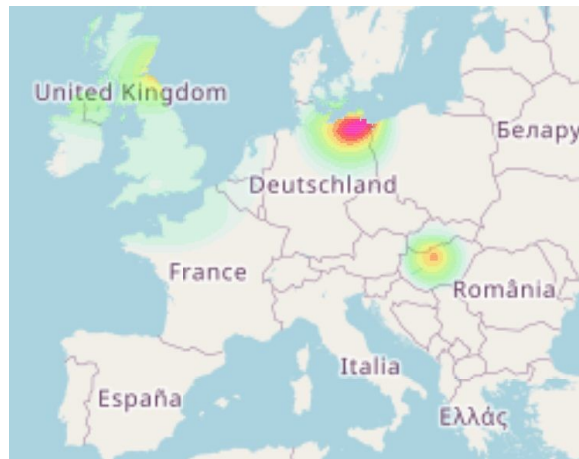 United Kingdom
Белару
Deutschland
France
România
Italia
España
Ελλάς